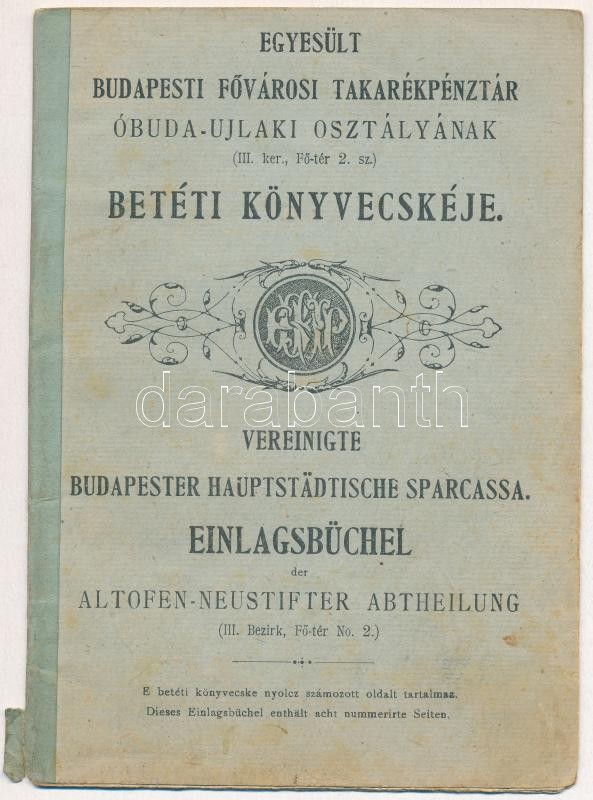 EGYESÜLT
BUDAPESTI FŐVÁROSI TAKARÉKPÉNZTÁR
ÓBUDA-UJLAKI OSZTÁLYÁNAK
(III. ker., Fő-tér 2. sz.)
BETÉTI KÖNYVECSKÉJE.
darabanth
VEREINIGTE
BUDAPESTER HAUPTSTÄDTISCHE SPARCASSA.
EINLAGSBÜCHEL
der
ALTOFEN-NEUSTIFTER ABTHEILUNG
(III. Bezirk, Fő-tér No. 2.)
E betéti könyvecske nyolcz számozott oldalt tartalmaz.
Dieses Einlagsbüchel enthält acht nummerirte Seiten.